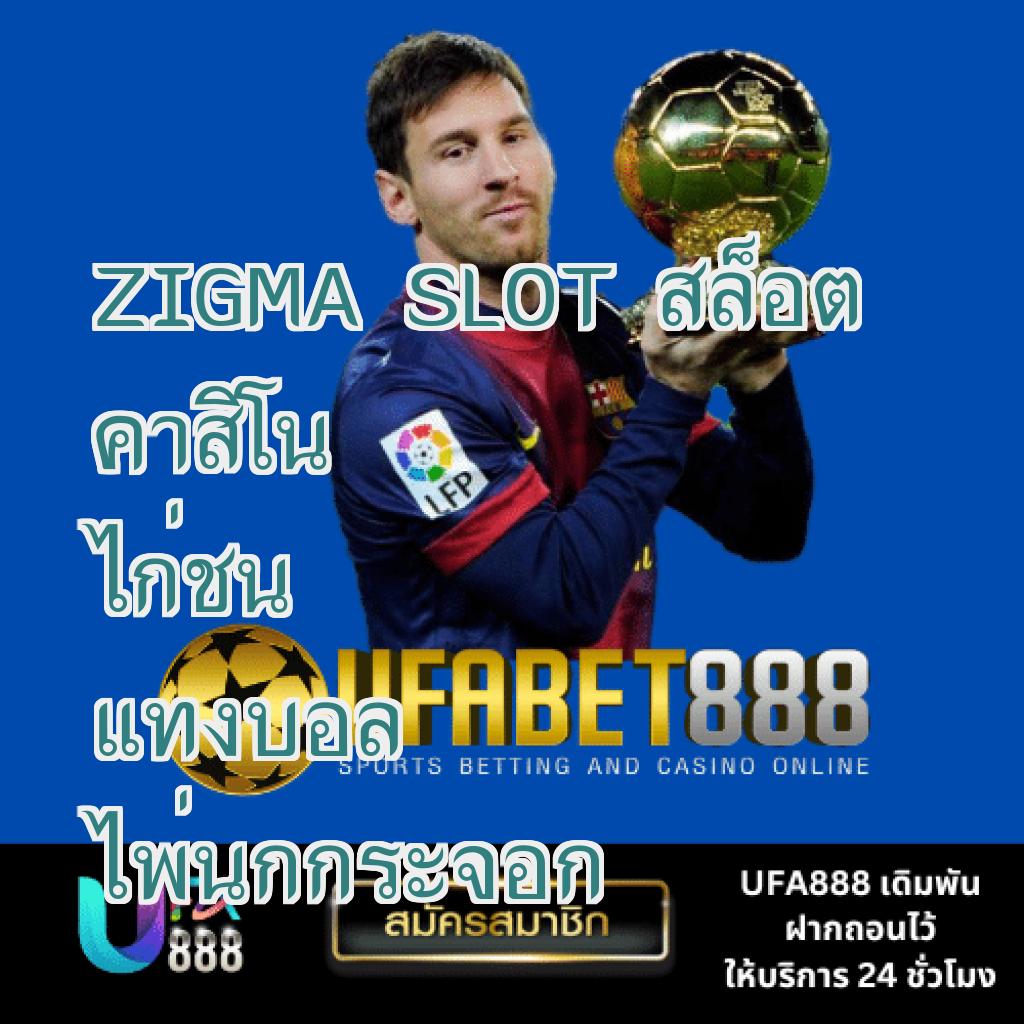 ZIGMA SLOT สล็อต
คาสิโน
LFP
ไก่ชน
UFABET888
แทงบอล
SPORTS BETTING AND CASINO ONLINE
ไพ่นกกระจอก
UFA888 เดิมพัน
สมัครสมาชิก
ฝากถอนไว้
888
ให้บริการ 24 ชั่วโมง